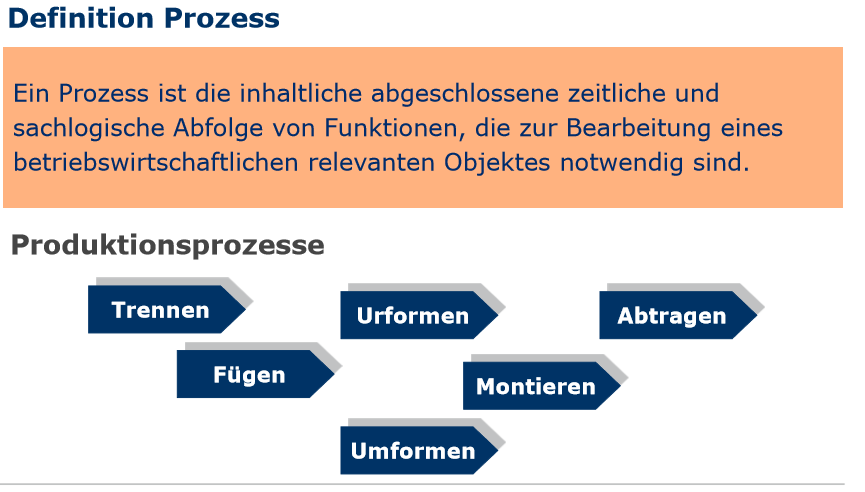 Definition Prozess
Ein Prozess ist die inhaltliche abgeschlossene zeitliche und
sachlogische Abfolge von Funktionen, die zur Bearbeitung eines
betriebswirtschaftlichen relevanten Objektes notwendig sind.
Produktionsprozesse
Trennen
Urformen
Abtragen
Fügen
Montieren
Umformen